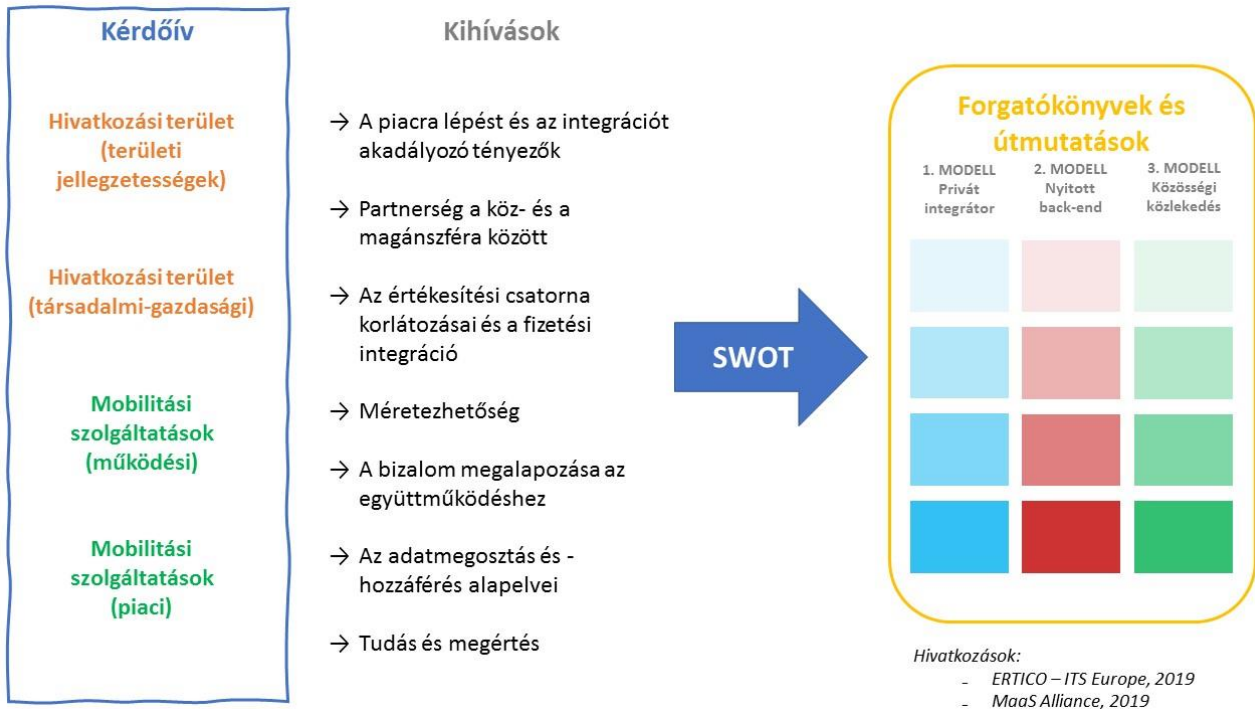 Kérdőív
Hivatkozási terület
(területi
jellegzetességek)
Hivatkozási terület
(társadalmi-gazdasági)
Mobilitási
szolgáltatások
(működési)
Mobilitási
szolgáltatások
(piaci)
Kihívások
→ A piacra lépést és az integrációt
akadályozó tényezők
→ Partnerség a köz- és a
magánszféra között
→ Az értékesítési csatorna
korlátozásai és a fizetési
integráció
→ Méretezhetőség
→ A bizalom megalapozása az
együttműködéshez
→ Az adatmegosztás és -
hozzáférés alapelvei
→ Tudás és megértés
SWOT
Forgatókönyvek és
útmutatások
1. MODELL
Privát
integrátor
2. MODELL
Nyitott
back-end
3. MODELL
Közösségi
közlekedés
Hivatkozások:
- ERTICO – ITS Europe, 2019
- MaaS Alliance, 2019